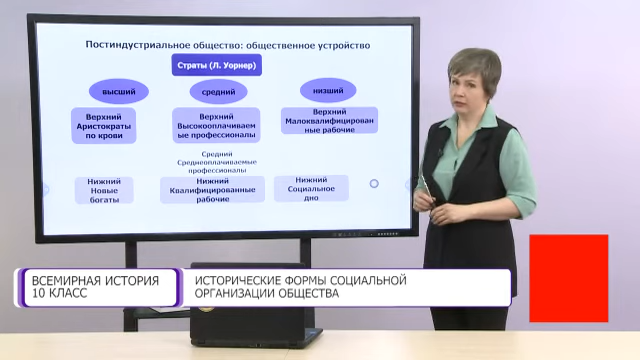 Постиндустриальное общество: общественное устройство
Страты (Л. Уорнер)
высший
средний
низший
Верхний
Аристократы
по крови
Верхний
Высокооплачиваем
ые профессионалы
Верхний
Малоквалифицирован
ные рабочие
Средний
Среднеоплачиваемые
профессионалы
Нижний
Новые
богаты
Нижний
Квалифицированные
рабочие
Нижний
Социальное
дно
ВСЕМИРНАЯ ИСТОРИЯ
10 КЛАСС
ИСТОРИЧЕСКИЕ ФОРМЫ СОЦИАЛЬНОЙ
ОРГАНИЗАЦИИ ОБЩЕСТВА